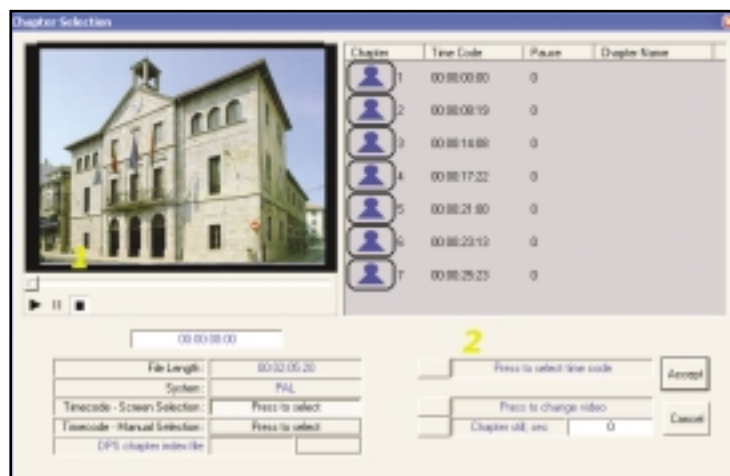 Chapter Selection
Chapter Time Code Pause Chapter Name
1 00:00:00:00 0
2 00:00:08:19 0
3 00:00:14:08 0
4 00:00:17:22 0
5 00:00:21:00 0
6 00:00:23:13 0
7 00:00:25:23 0
1
00:00:00:00
2
File Length: 00:02:05:20
System: PAL
Timecode - Screen Selection: Press to select
Timecode - Manual Selection: Press to select
DPS chapter index file
Press to select time code
Accept
Press to change video
Chapter still, sec 0
Cancel